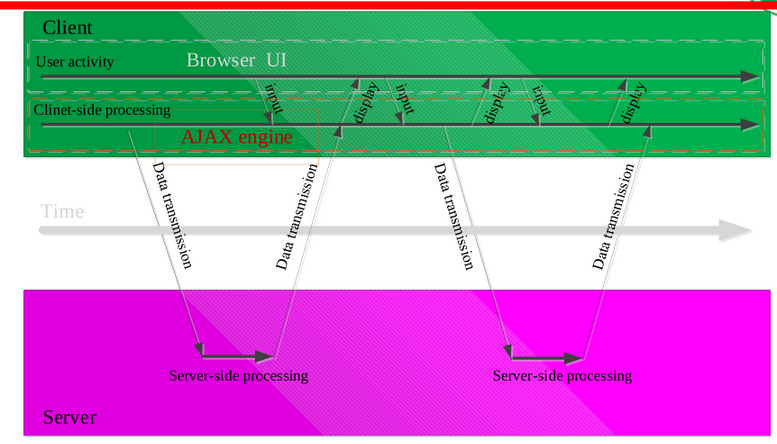 Client
User activity
Browser UI
input
display
input
display
input
display
Clinet-side processing
AJAX engine
Data transmission
Data transmission
Data transmission
Data transmission
Time
Server-side processing
Server-side processing
Server